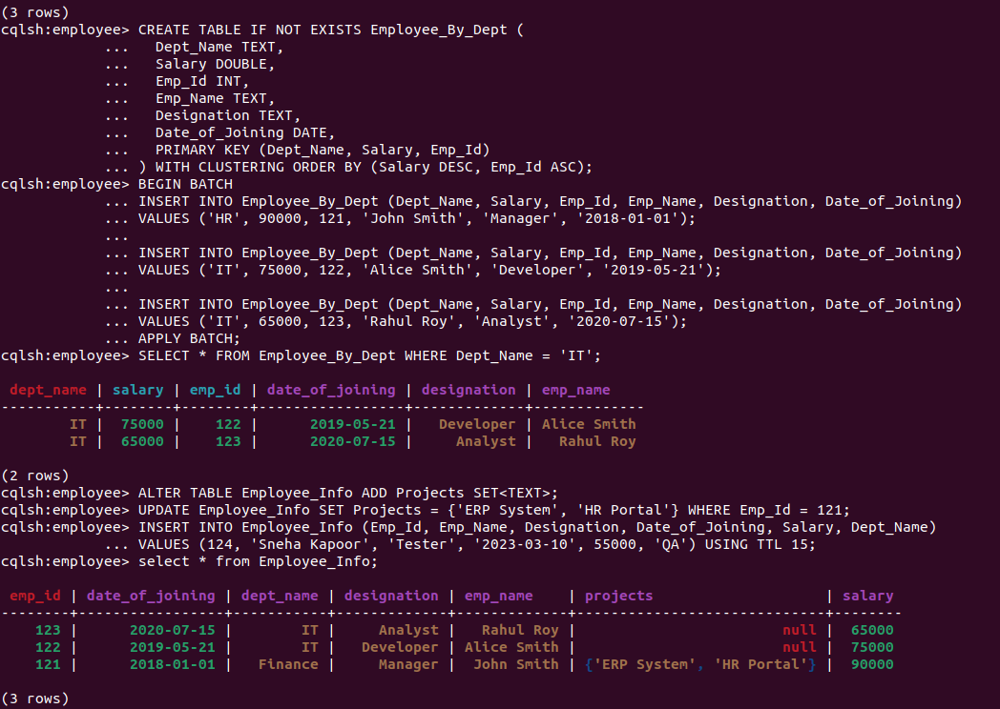 (3 rows)
cqlsh:employee> CREATE TABLE IF NOT EXISTS Employee_By_Dept (
            ...   Dept_Name TEXT,
            ...   Salary DOUBLE,
            ...   Emp_Id INT,
            ...   Emp_Name TEXT,
            ...   Designation TEXT,
            ...   Date_of_Joining DATE,
            ...   PRIMARY KEY (Dept_Name, Salary, Emp_Id)
            ... ) WITH CLUSTERING ORDER BY (Salary DESC, Emp_Id ASC);
cqlsh:employee> BEGIN BATCH
            ... INSERT INTO Employee_By_Dept (Dept_Name, Salary, Emp_Id, Emp_Name, Designation, Date_of_Joining)
            ... VALUES ('HR', 90000, 121, 'John Smith', 'Manager', '2018-01-01');
            ...
            ... INSERT INTO Employee_By_Dept (Dept_Name, Salary, Emp_Id, Emp_Name, Designation, Date_of_Joining)
            ... VALUES ('IT', 75000, 122, 'Alice Smith', 'Developer', '2019-05-21');
            ...
            ... INSERT INTO Employee_By_Dept (Dept_Name, Salary, Emp_Id, Emp_Name, Designation, Date_of_Joining)
            ... VALUES ('IT', 65000, 123, 'Rahul Roy', 'Analyst', '2020-07-15');
            ... APPLY BATCH;
cqlsh:employee> SELECT * FROM Employee_By_Dept WHERE Dept_Name = 'IT';
 dept_name | salary | emp_id | date_of_joining | designation | emp_name
-----------+--------+--------+-----------------+-------------+-------------
        IT |  75000 |    122 |      2019-05-21 |   Developer | Alice Smith
        IT |  65000 |    123 |      2020-07-15 |     Analyst |   Rahul Roy
(2 rows)
cqlsh:employee> ALTER TABLE Employee_Info ADD Projects SET<TEXT>;
cqlsh:employee> UPDATE Employee_Info SET Projects = {'ERP System', 'HR Portal'} WHERE Emp_Id = 121;
cqlsh:employee> INSERT INTO Employee_Info (Emp_Id, Emp_Name, Designation, Date_of_Joining, Salary, Dept_Name)
            ... VALUES (124, 'Sneha Kapoor', 'Tester', '2023-03-10', 55000, 'QA') USING TTL 15;
cqlsh:employee> select * from Employee_Info;
 emp_id | date_of_joining | dept_name | designation | emp_name    | projects                    | salary
--------+-----------------+-----------+-------------+-------------+-----------------------------+--------
    123 |      2020-07-15 |        IT |     Analyst |   Rahul Roy |                        null |  65000
    122 |      2019-05-21 |        IT |   Developer | Alice Smith |                        null |  75000
    121 |      2018-01-01 |   Finance |     Manager |  John Smith | {'ERP System', 'HR Portal'} |  90000
(3 rows)